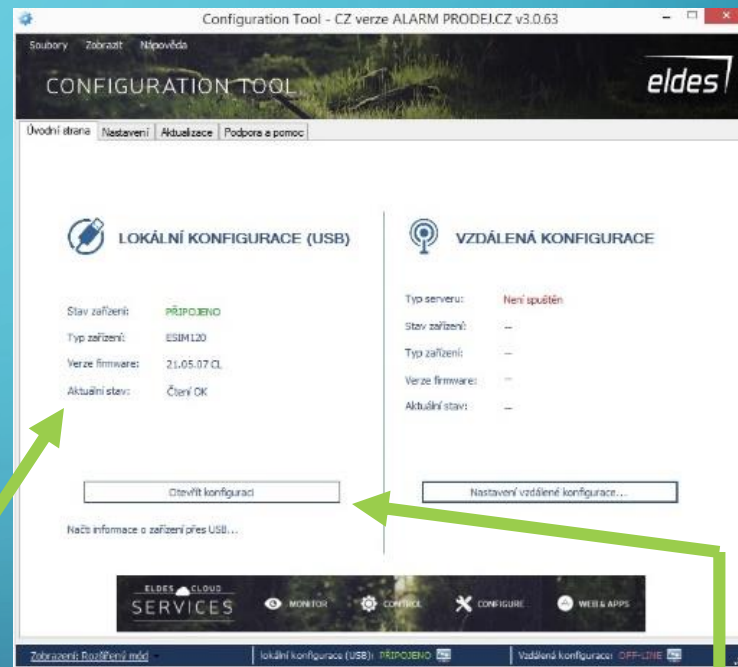 Configuration Tool - CZ verze ALARM PRODEJ.CZ v3.0.63
Soubory Zobrazit Nápověda
CONFIGURATION TOOL
eldes
Úvodní strana Nastavení Aktualizace Podpora a pomoc
LOKÁLNÍ KONFIGURACE (USB)
Stav zařízení: PŘIPOJENO
Typ zařízení: ESIM120
Verze firmware: 21.05.07 CL
Aktuální stav: Čtení OK
Otevřít konfiguraci
Načti informace o zařízení přes USB...
VZDÁLENÁ KONFIGURACE
Typ serveru: Není spuštěn
Stav zařízení: --
Typ zařízení: --
Verze firmware: --
Aktuální stav: --
Nastavení vzdálené konfigurace...
ELDES CLOUD
SERVICES
MONITOR CONTROL CONFIGURE WEB & APPS
Zobrazení: Rozšířený mód lokální konfigurace (USB): PŘIPOJENO Vzdálená konfigurace: OFF-LINE